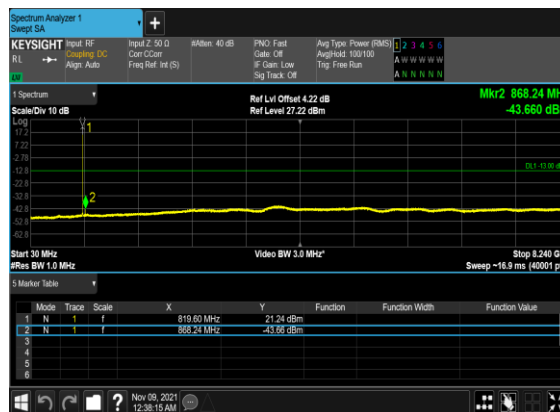 Spectrum Analyzer 1
Swept SA
+
KEYSIGHT Input: RF Input Z: 50 Ω #Atten: 40 dB PNO: Fast Avg Type: Power (RMS) 1 2 3 4 5 6
RL Coupling: DC Corr CCorr Gate: Off Avg|Hold: 100/100 A W W W W W
Align: Auto Freq Ref: Int (S) IF Gain: Low Trig: Free Run
Sig Track: Off A N N N N N
1 Spectrum Ref Lvl Offset 4.22 dB Mkr2 868.24 MH
Scale/Div 10 dB Ref Level 27.22 dBm -43.660 dB
Log
17.2
7.22
-2.78
-12.8
-22.8
-32.8
-42.8
-52.8
-62.8
1
2
Start 30 MHz Video BW 3.0 MHz* Stop 8.240 G
#Res BW 1.0 MHz Sweep ~16.9 ms (40001 p
5 Marker Table
Mode Trace Scale X Y Function Function Width Function Value
1 N 1 f 819.60 MHz 21.24 dBm
2 N 1 f 868.24 MHz -43.66 dBm
3
4
5
6
? Nov 09, 2021
12:38:15 AM